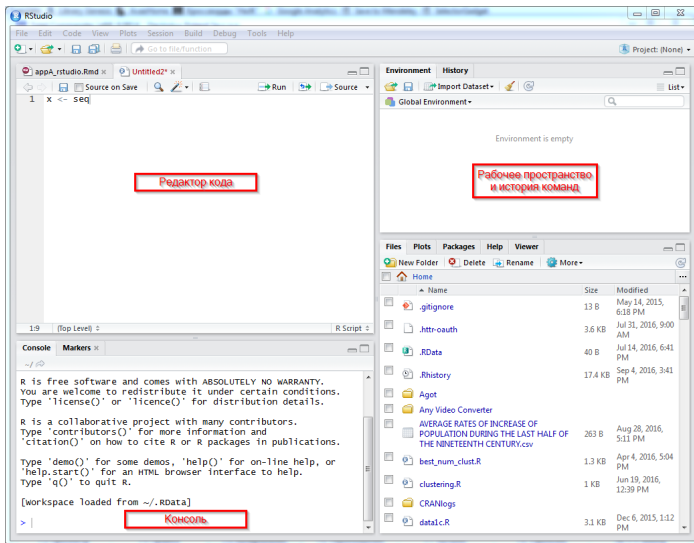 RStudio
File Edit Code View Plots Session Build Debug Tools Help
Go to file/function
Project: (None)
appA_rstudio.Rmd
Untitled2*
Source on Save
Run
Source
1 x <- seq
Редактор кода
1:9 (Top Level) R Script
Console Markers
~/
R is free software and comes with ABSOLUTELY NO WARRANTY.
You are welcome to redistribute it under certain conditions.
Type 'license()' or 'licence()' for distribution details.
R is a collaborative project with many contributors.
Type 'contributors()' for more information and
'citation()' on how to cite R or R packages in publications.
Type 'demo()' for some demos, 'help()' for on-line help, or
'help.start()' for an HTML browser interface to help.
Type 'q()' to quit R.
[Workspace loaded from ~/.RData]
>
Консоль
Environment History
Import Dataset
List
Global Environment
Environment is empty
Рабочее пространство
и история команд
Files Plots Packages Help Viewer
New Folder Delete Rename More
Home
Name Size Modified
.gitignore 13 B May 14, 2015,
6:18 PM
.httr-oauth 3.6 KB Jul 31, 2016, 9:00
AM
.RData 40 B Jul 14, 2016, 6:41
PM
.Rhistory 17.4 KB Sep 4, 2016, 3:41
PM
Agot
Any Video Converter
AVERAGE RATES OF INCREASE OF
POPULATION DURING THE LAST HALF OF
THE NINETEENTH CENTURY.csv
263 B Aug 28, 2016,
5:11 PM
best_num_clust.R 1.3 KB Apr 4, 2016, 5:04
PM
clustering.R 1 KB Jun 19, 2016,
12:39 PM
CRANlogs
data1c.R 3.1 KB Dec 6, 2015, 1:12
PM